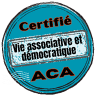 Certifié
Vie associative et
démocratique
ACA